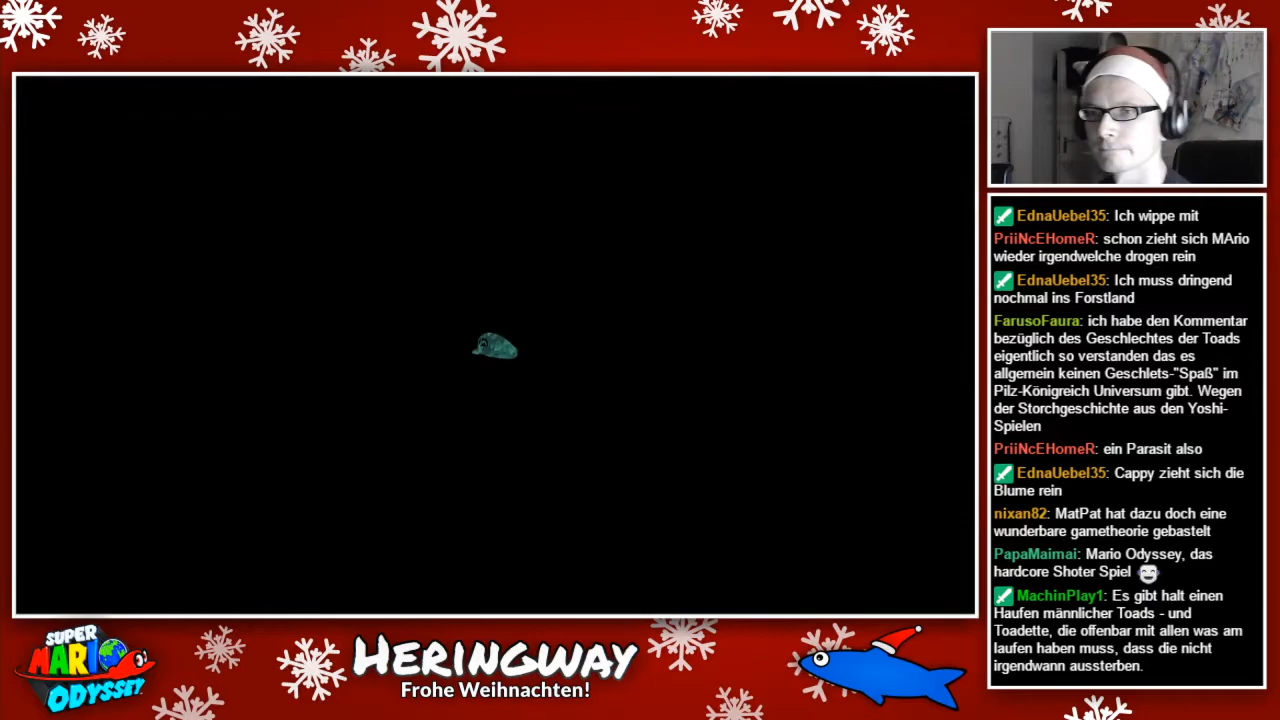 EdnaUebel35: Ich wippe mit
PriiNcEHomeR: schon zieht sich MArio
wieder irgendwelche drogen rein
EdnaUebel35: Ich muss dringend
nochmal ins Forstland
FarusoFaura: ich habe den Kommentar
bezüglich des Geschlechtes der Toads
eigentlich so verstanden das es
allgemein keinen Geschlets-"Spaß" im
Pilz-Königreich Universum gibt. Wegen
der Storchgeschichte aus den Yoshi-
Spielen
PriiNcEHomeR: ein Parasit also
EdnaUebel35: Cappy zieht sich die
Blume rein
nixan82: MatPat hat dazu doch eine
wunderbare gametheorie gebastelt
PapaMaimai: Mario Odyssey, das
hardcore Shoter Spiel
MachinPlay1: Es gibt halt einen
Haufen männlicher Toads - und
Toadette, die offenbar mit allen was am
laufen haben muss, dass die nicht
irgendwann aussterben.
SUPER
MARIO
ODYSSEY
HERINGWAY
Frohe Weihnachten!